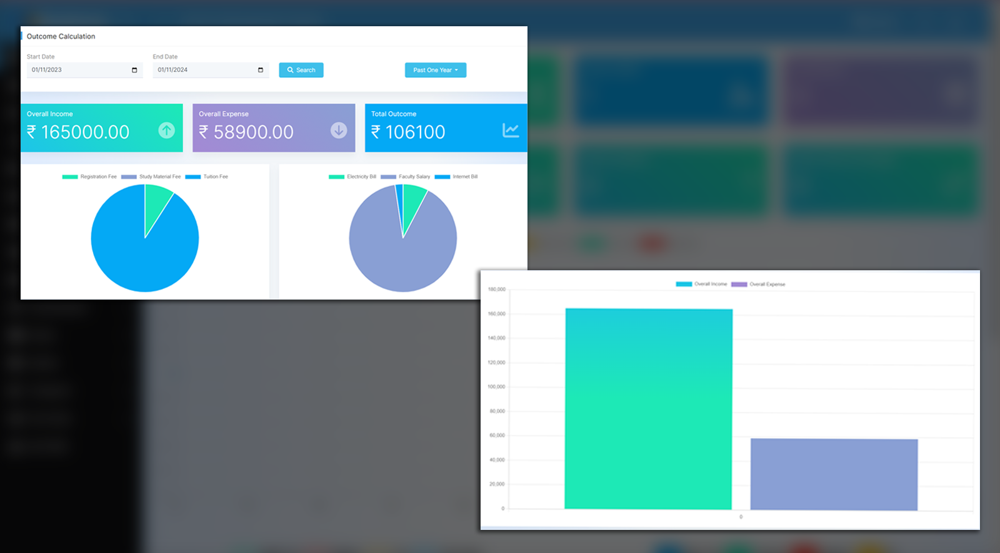 Outcome Calculation
Start Date End Date
01/11/2023 01/11/2024 Search Past One Year
Overall Income Overall Expense Total Outcome
₹ 165000.00 ₹ 58900.00 ₹ 106100
Registration Fee Study Material Fee Tuition Fee Electricity Bill Faculty Salary Internet Bill
Overall Income Overall Expense
180,000
160,000
140,000
120,000
100,000
80,000
60,000
40,000
20,000
0
0